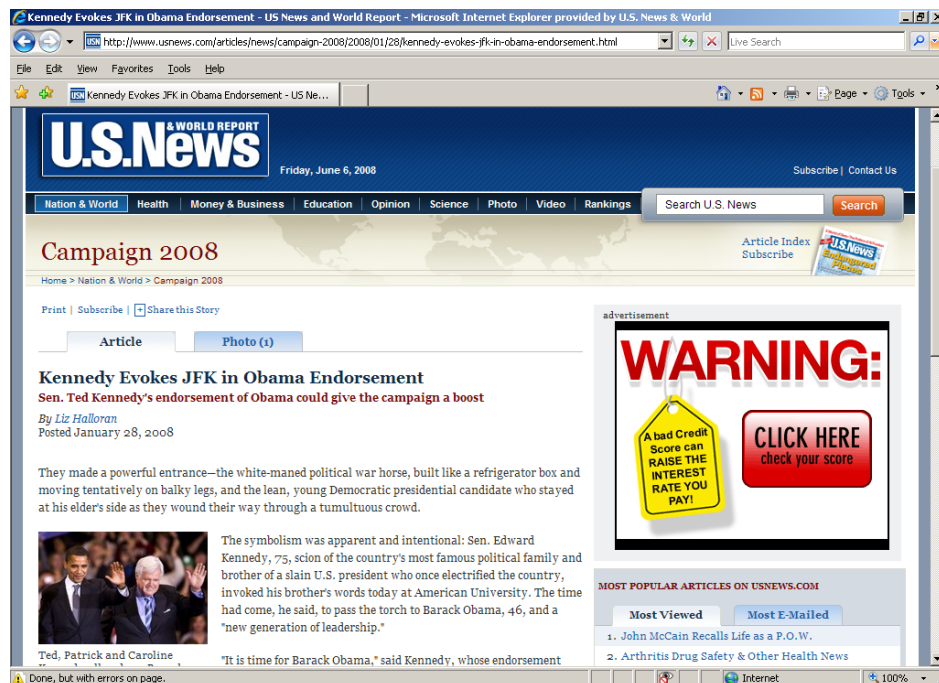 Kennedy Evokes JFK in Obama Endorsement - US News and World Report - Microsoft Internet Explorer provided by U.S. News & World
USN http://www.usnews.com/articles/news/campaign-2008/2008/01/28/kennedy-evokes-jfk-in-obama-endorsement.html
Live Search
File Edit View Favorites Tools Help
USN Kennedy Evokes JFK in Obama Endorsement - US Ne...
Page Tools
U.S.News
& WORLD REPORT
Friday, June 6, 2008
Subscribe | Contact Us
Nation & World | Health | Money & Business | Education | Opinion | Science | Photo | Video | Rankings
Search U.S. News
Search
Campaign 2008
Article Index
Subscribe
U.S.News
Endangered
Places
Home > Nation & World > Campaign 2008
Print | Subscribe | + Share this Story
Article
Photo (1)
Kennedy Evokes JFK in Obama Endorsement
Sen. Ted Kennedy's endorsement of Obama could give the campaign a boost
By Liz Halloran
Posted January 28, 2008
They made a powerful entrance—the white-maned political war horse, built like a refrigerator box and
moving tentatively on balky legs, and the lean, young Democratic presidential candidate who stayed
at his elder's side as they wound their way through a tumultuous crowd.
The symbolism was apparent and intentional: Sen. Edward
Kennedy, 75, scion of the country's most famous political family and
brother of a slain U.S. president who once electrified the country,
invoked his brother's words today at American University. The time
had come, he said, to pass the torch to Barack Obama, 46, and a
"new generation of leadership."
"It is time for Barack Obama," said Kennedy, whose endorsement
Ted, Patrick and Caroline
advertisement
WARNING:
A bad Credit
Score can
RAISE THE
INTEREST
RATE YOU
PAY!
CLICK HERE
check your score
MOST POPULAR ARTICLES ON USNEWS.COM
Most Viewed
Most E-Mailed
1. John McCain Recalls Life as a P.O.W.
2. Arthritis Drug Safety & Other Health News
Done, but with errors on page.
Internet
100%